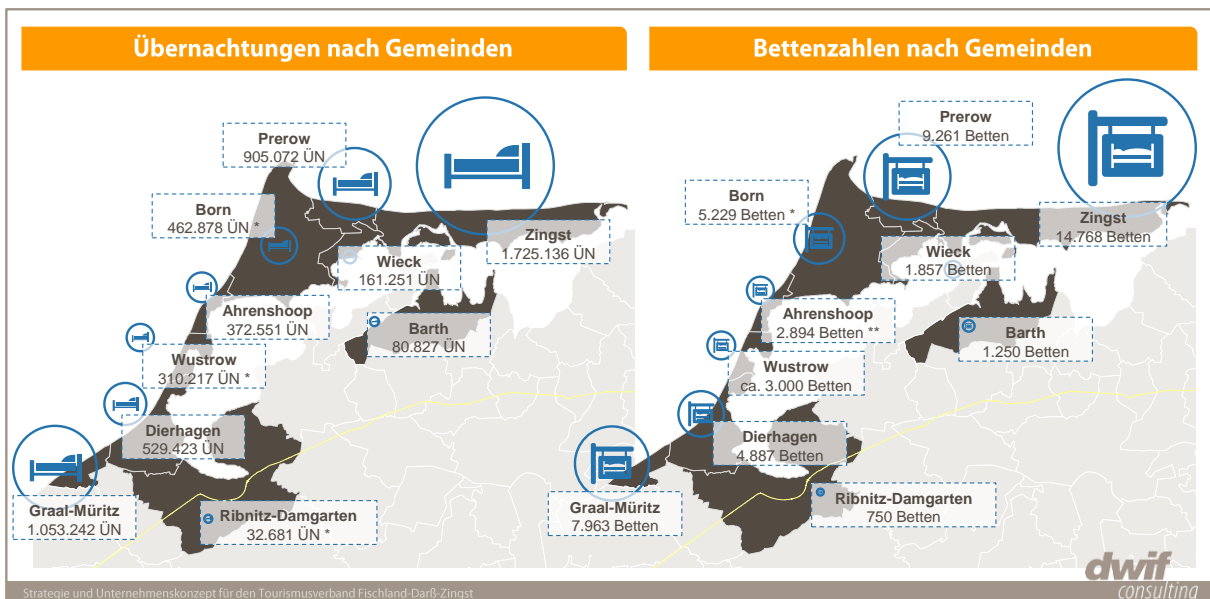 Übernachtungen nach Gemeinden
Prerow
905.072 ÜN
Born
462.878 ÜN *
Zingst
1.725.136 ÜN
Wieck
161.251 ÜN
Ahrenshoop
372.551 ÜN
Barth
80.827 ÜN
Wustrow
310.217 ÜN *
Dierhagen
529.423 ÜN
Graal-Müritz
1.053.242 ÜN
Ribnitz-Damgarten
32.681 ÜN *
Bettenzahlen nach Gemeinden
Prerow
9.261 Betten
Born
5.229 Betten *
Zingst
14.768 Betten
Wieck
1.857 Betten
Ahrenshoop
2.894 Betten **
Barth
1.250 Betten
Wustrow
ca. 3.000 Betten
Dierhagen
4.887 Betten
Graal-Müritz
7.963 Betten
Ribnitz-Damgarten
750 Betten
Strategie und Unternehmenskonzept für den Tourismusverband Fischland-Darß-Zingst
dwif
consulting